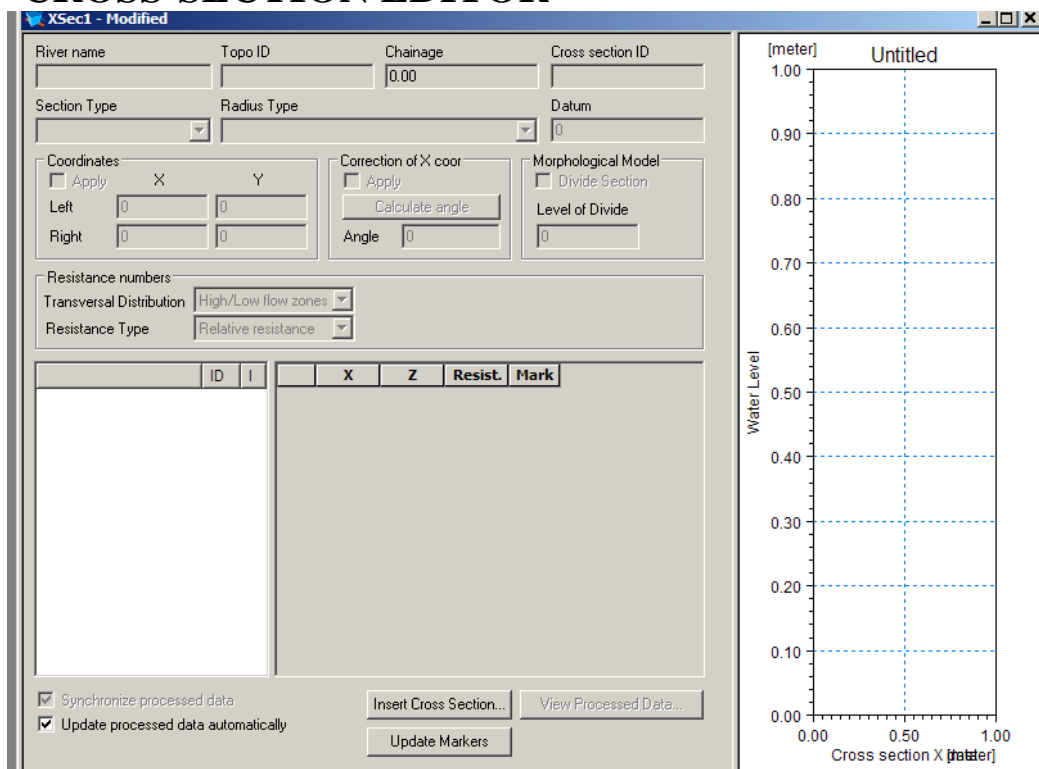 CROSS-SECTION EDITOR
XSec1 - Modified
River name Topo ID Chainage Cross section ID
0.00
Section Type Radius Type Datum
0
Coordinates Correction of X coor Morphological Model
Apply X Y Apply Divide Section
Left 0 0 Calculate angle Level of Divide
Right 0 0 Angle 0 0
Resistance numbers
Transversal Distribution High/Low flow zones
Resistance Type Relative resistance
ID I X Z Resist. Mark
Synchronize processed data Insert Cross Section... View Processed Data...
Update processed data automatically
Update Markers
[meter] Untitled
1.00
0.90
0.80
0.70
0.60
0.50
0.40
0.30
0.20
0.10
0.00
Water Level
0.00 0.50 1.00
Cross section X [meter]